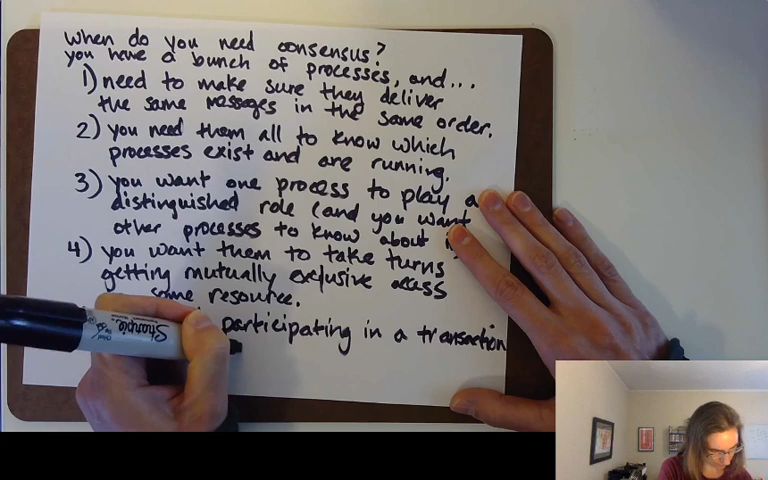 when do you need consensus?
you have a bunch of processes, and...
1) need to make sure they deliver
the same messages in the same order.
2) you need them all to know which
processes exist and are running.
3) you want one process to play a
distinguished role (and you want
other processes to know about
4) you want them to take turns
getting mutually exclusive access
some resource.
participating in a transaction
Sharpie